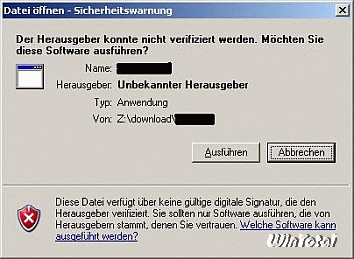 Datei öffnen - Sicherheitswarnung
Der Herausgeber konnte nicht verifiziert werden. Möchten Sie
diese Software ausführen?
Name:
Herausgeber: Unbekannter Herausgeber
Typ: Anwendung
Von: Z:\download\
Ausführen
Abbrechen
Diese Datei verfügt über keine gültige digitale Signatur, die den
Herausgeber verifiziert. Sie sollten nur Software ausführen, die von
Herausgebern stammt, denen Sie vertrauen. Welche Software kann
ausgeführt werden?
WinTotal